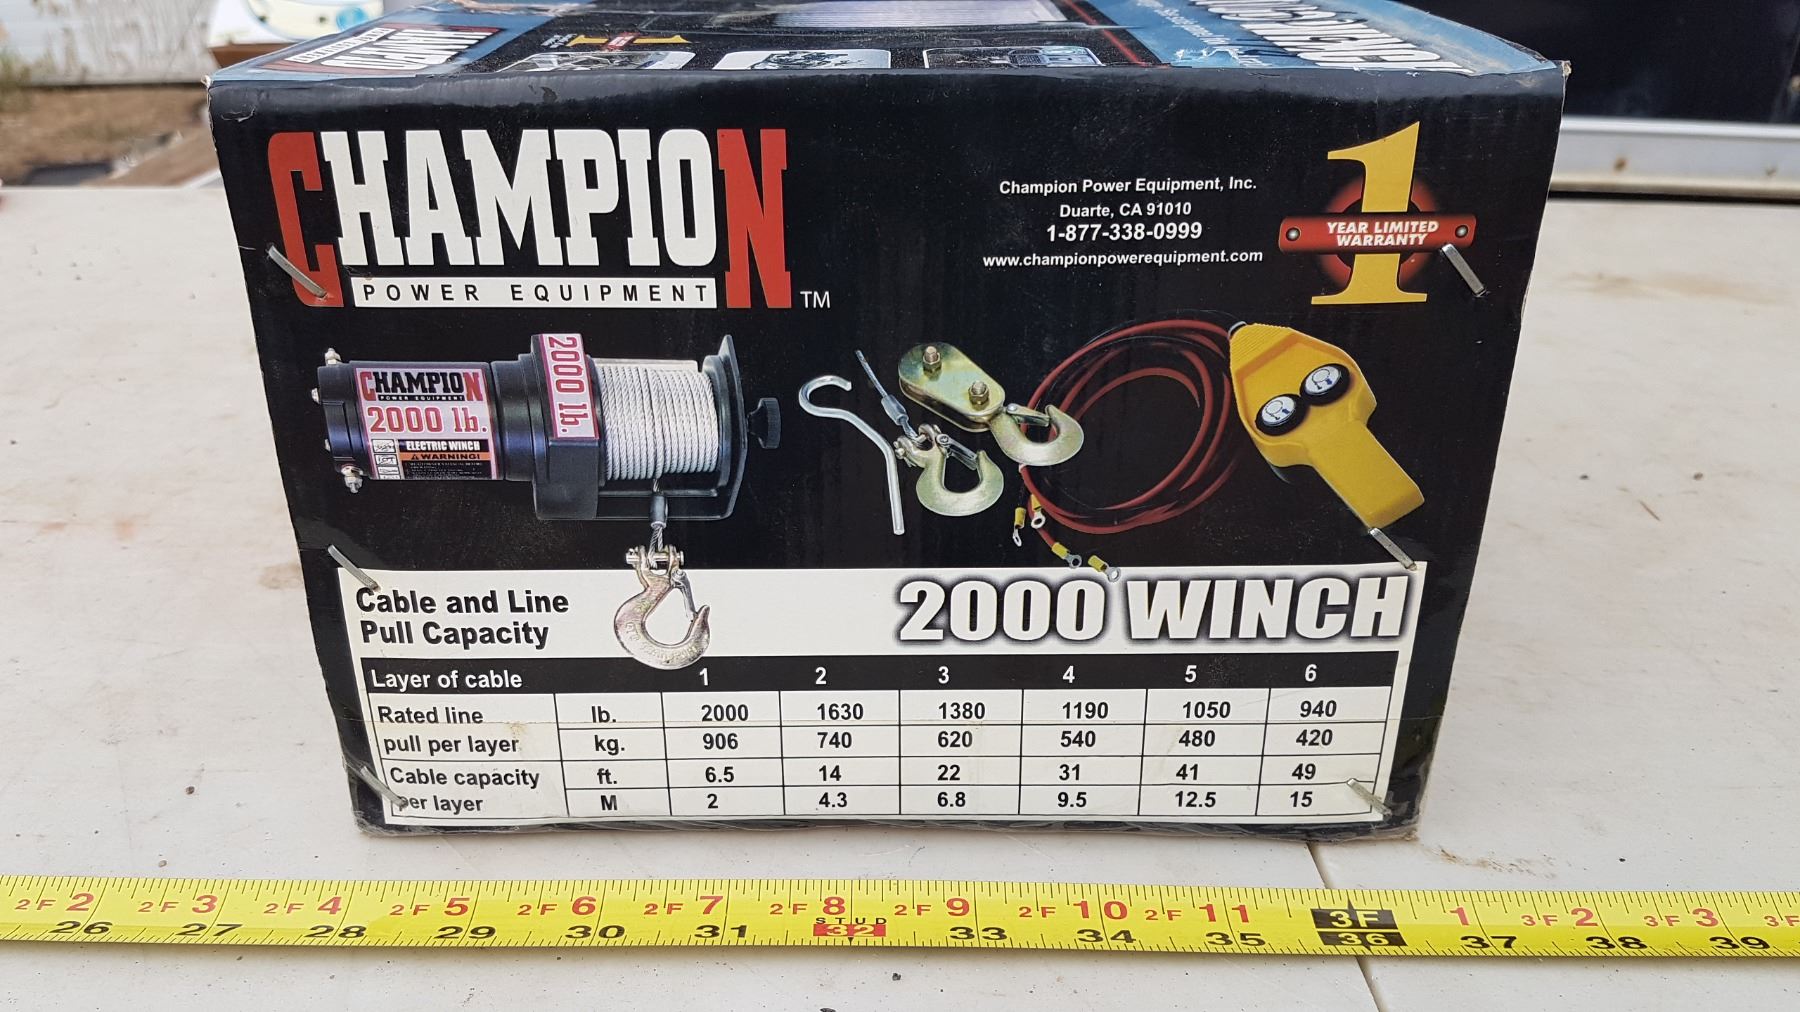 CHAMPION
POWER EQUIPMENT
TM
Champion Power Equipment, Inc.
Duarte, CA 91010
1-877-338-0999
www.championpowerequipment.com
1
YEAR LIMITED
WARRANTY
CHAMPION
POWER EQUIPMENT
2000 lb.
ELECTRIC WINCH
WARNING!
2000 lb.
Cable and Line
Pull Capacity
2000 WINCH
Layer of cable 1 2 3 4 5 6
Rated line lb. 2000 1630 1380 1190 1050 940
pull per layer kg. 906 740 620 540 480 420
Cable capacity ft. 6.5 14 22 31 41 49
per layer M 2 4.3 6.8 9.5 12.5 15
2F 2 2F 3 2F 4 2F 5 2F 6 2F 7 2F 8 2F 9 2F 10 2F 11 3F 1 3F 2 3F 3 3F
STUD
26 27 28 29 30 31 32 33 34 35 36 37 38 39